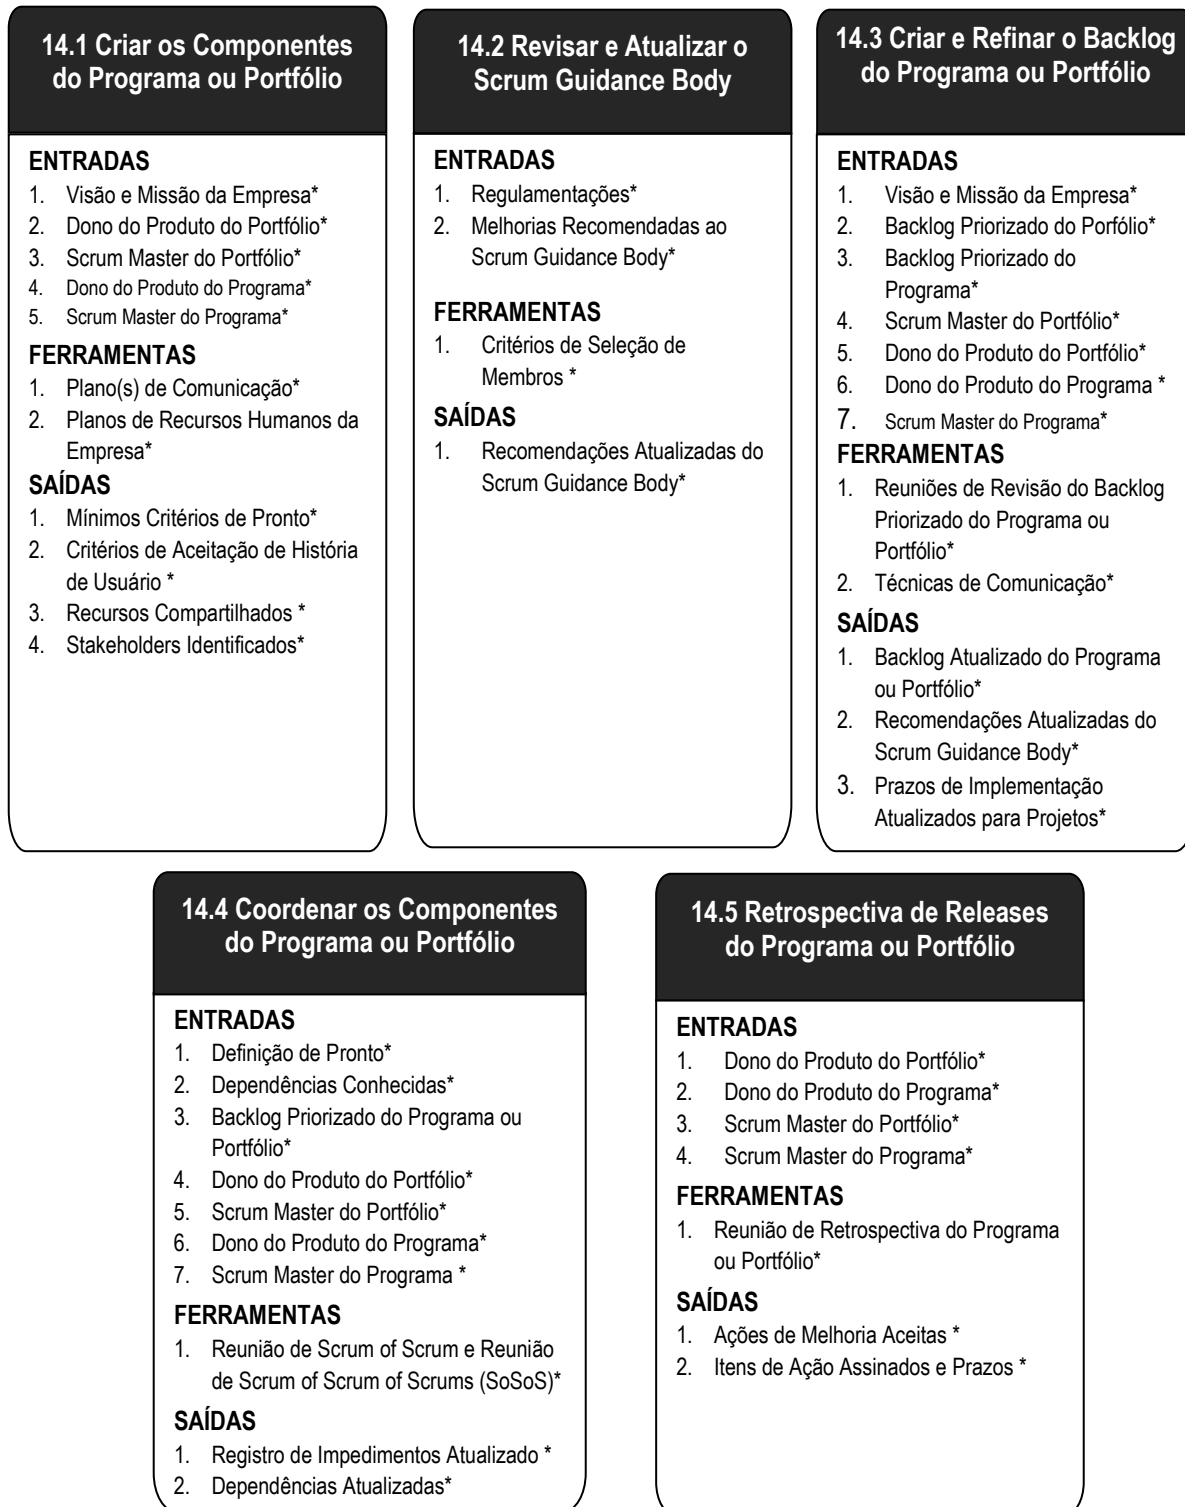 14.1 Criar os Componentes
do Programa ou Portfólio
ENTRADAS
1. Visão e Missão da Empresa*
2. Dono do Produto do Portfólio*
3. Scrum Master do Portfólio*
4. Dono do Produto do Programa*
5. Scrum Master do Programa*
FERRAMENTAS
1. Plano(s) de Comunicação*
2. Planos de Recursos Humanos da
Empresa*
SAÍDAS
1. Mínimos Critérios de Pronto*
2. Critérios de Aceitação de História
de Usuário *
3. Recursos Compartilhados *
4. Stakeholders Identificados*
14.2 Revisar e Atualizar o
Scrum Guidance Body
ENTRADAS
1. Regulamentações*
2. Melhorias Recomendadas ao
Scrum Guidance Body*
FERRAMENTAS
1. Critérios de Seleção de
Membros *
SAÍDAS
1. Recomendações Atualizadas do
Scrum Guidance Body*
14.3 Criar e Refinar o Backlog
do Programa ou Portfólio
ENTRADAS
1. Visão e Missão da Empresa*
2. Backlog Priorizado do Porfólio*
3. Backlog Priorizado do
Programa*
4. Scrum Master do Portfólio*
5. Dono do Produto do Portfólio*
6. Dono do Produto do Programa *
7. Scrum Master do Programa*
FERRAMENTAS
1. Reuniões de Revisão do Backlog
Priorizado do Programa ou
Portfólio*
2. Técnicas de Comunicação*
SAÍDAS
1. Backlog Atualizado do Programa
ou Portfólio*
2. Recomendações Atualizadas do
Scrum Guidance Body*
3. Prazos de Implementação
Atualizados para Projetos*
14.4 Coordenar os Componentes
do Programa ou Portfólio
ENTRADAS
1. Definição de Pronto*
2. Dependências Conhecidas*
3. Backlog Priorizado do Programa ou
Portfólio*
4. Dono do Produto do Portfólio*
5. Scrum Master do Portfólio*
6. Dono do Produto do Programa*
7. Scrum Master do Programa *
FERRAMENTAS
1. Reunião de Scrum of Scrum e Reunião
de Scrum of Scrum of Scrums (SoSoS)*
SAÍDAS
1. Registro de Impedimentos Atualizado *
2. Dependências Atualizadas*
14.5 Retrospectiva de Releases
do Programa ou Portfólio
ENTRADAS
1. Dono do Produto do Portfólio*
2. Dono do Produto do Programa*
3. Scrum Master do Portfólio*
4. Scrum Master do Programa*
FERRAMENTAS
1. Reunião de Retrospectiva do Programa
ou Portfólio*
SAÍDAS
1. Ações de Melhoria Aceitas *
2. Itens de Ação Assinados e Prazos *